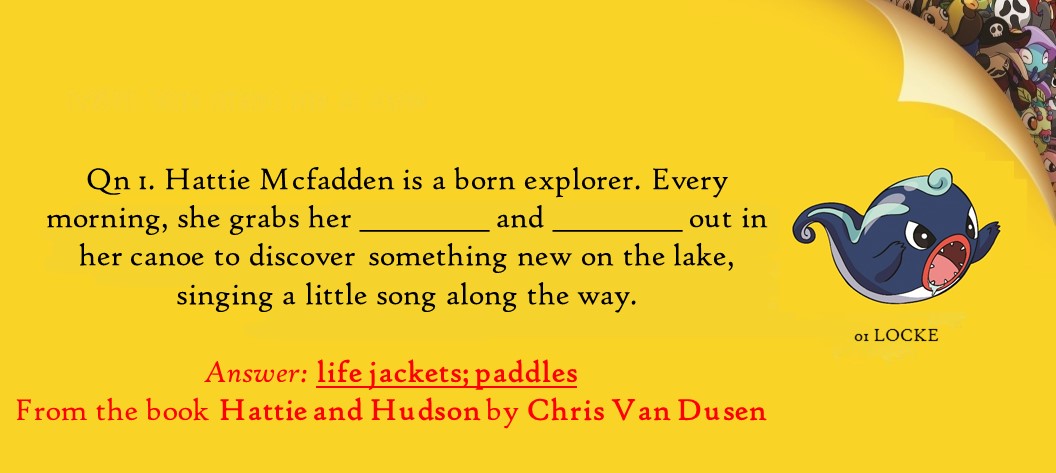 Qn 1. Hattie Mcfadden is a born explorer. Every
morning, she grabs her _________ and _________ out in
her canoe to discover something new on the lake,
singing a little song along the way.
01 LOCKE
Answer: life jackets; paddles
From the book Hattie and Hudson by Chris Van Dusen